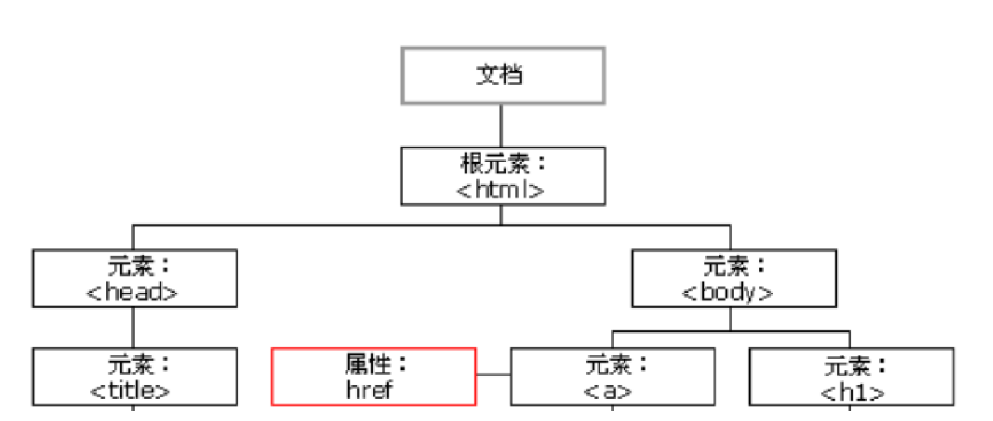 文档
根元素：
<html>
元素：
<head>
元素：
<body>
元素：
<title>
属性：
href
元素：
<a>
元素：
<h1>